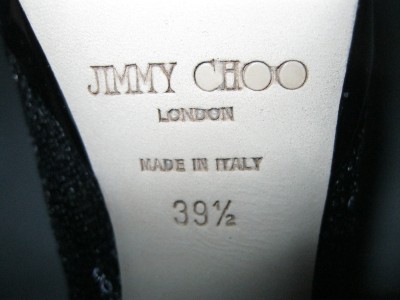 JIMMY CHOO
LONDON
MADE IN ITALY
39½